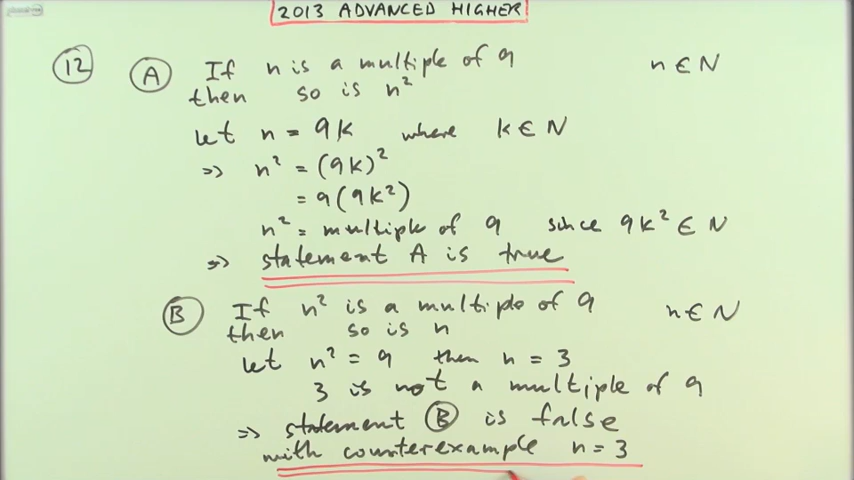 2013 ADVANCED HIGHER
12 A If n is a multiple of 9 n ∈ N
then so is n²
let n = 9k where k ∈ N
⇒ n² = (9k)²
= 9(9k²)
n² = multiple of 9 since 9k² ∈ N
⇒ statement A is true
B If n² is a multiple of 9 n ∈ N
then so is n
let n² = 9 then n = 3
3 is not a multiple of 9
⇒ statement B is false
with counterexample n = 3